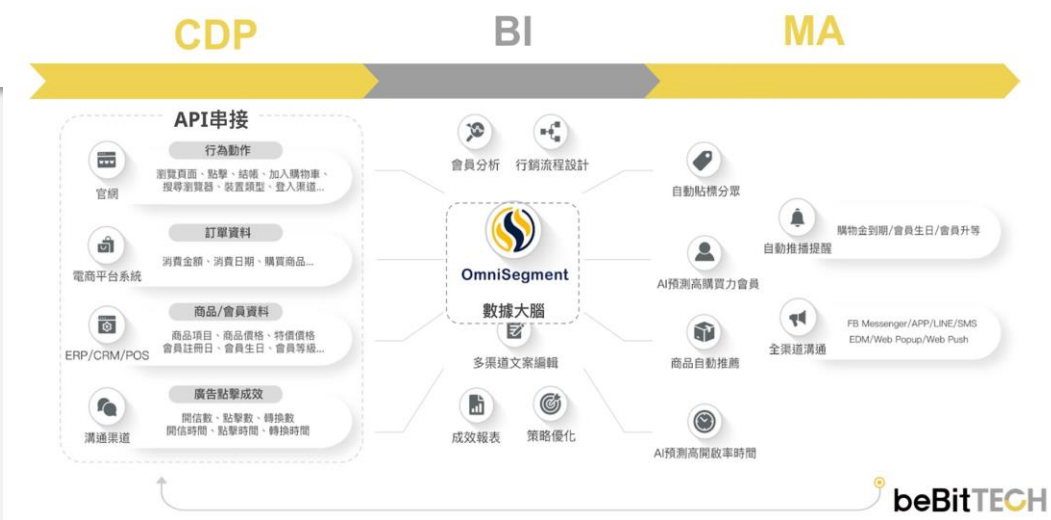 CDP
BI
MA
API串接
行為動作
瀏覽頁面、點擊、結帳、加入購物車、
搜尋瀏覽器、裝置類型、登入渠道...
官網
訂單資料
消費金額、消費日期、購買商品...
電商平台系統
商品/會員資料
商品項目、商品價格、特價價格
會員註冊日、會員生日、會員等級...
ERP/CRM/POS
廣告點擊成效
開信數、點擊數、轉換數
開信時間、點擊時間、轉換時間
溝通渠道
會員分析
行銷流程設計
OmniSegment
數據大腦
多渠道文案編輯
成效報表
策略優化
自動貼標分眾
AI預測高購買力會員
商品自動推薦
AI預測高開啟率時間
自動推播提醒
購物金到期/會員生日/會員升等
全渠道溝通
FB Messenger/APP/LINE/SMS
EDM/Web Popup/Web Push
beBitTECH